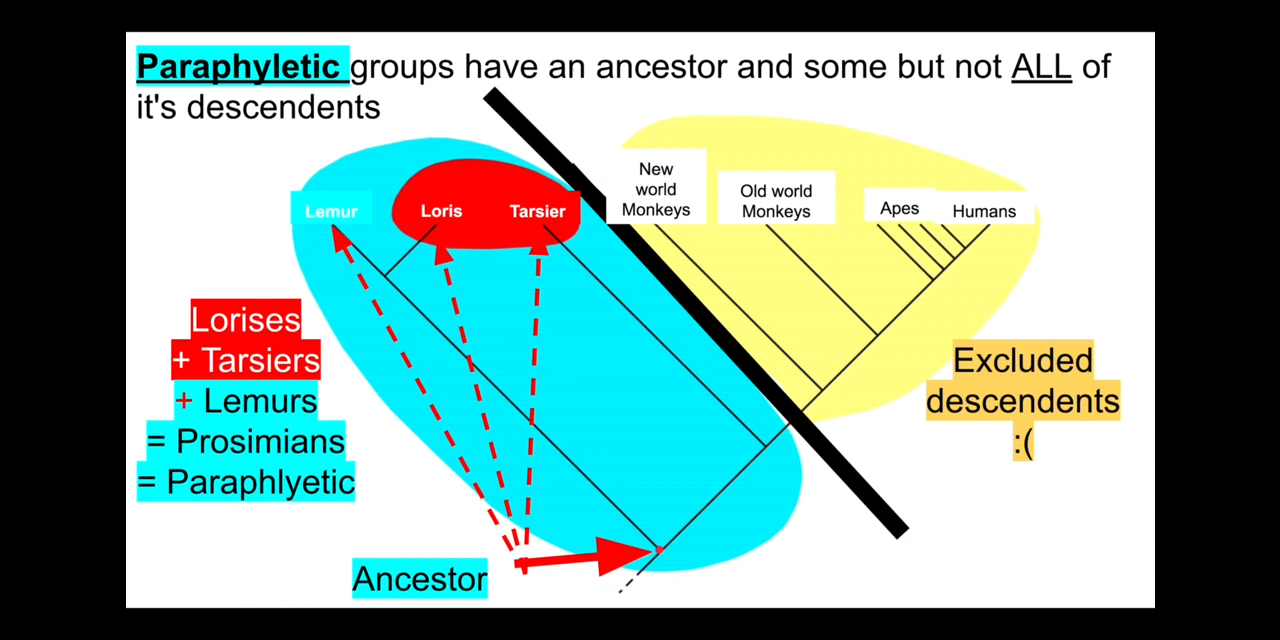 Paraphyletic groups have an ancestor and some but not ALL of
it's descendents
New
world
Monkeys
Old world
Monkeys
Apes
Humans
Lemur
Loris
Tarsier
Lorises
+ Tarsiers
+ Lemurs
= Prosimians
= Paraphlyetic
Excluded
descendents
:(
Ancestor